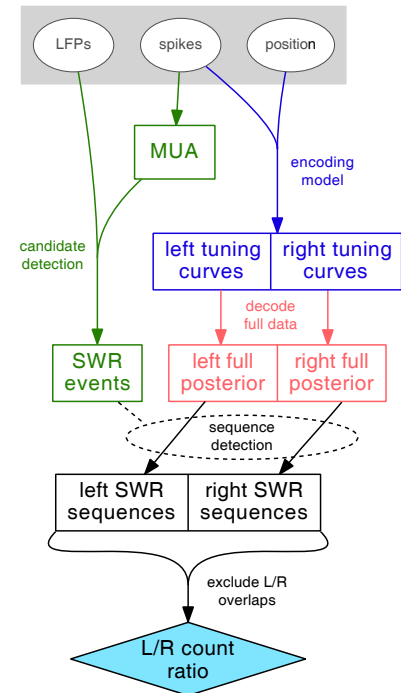 LFPs
spikes
position
MUA
encoding
model
candidate
detection
left tuning
curves
right tuning
curves
decode
full data
SWR
events
left full
posterior
right full
posterior
sequence
detection
left SWR
sequences
right SWR
sequences
exclude L/R
overlaps
L/R count
ratio